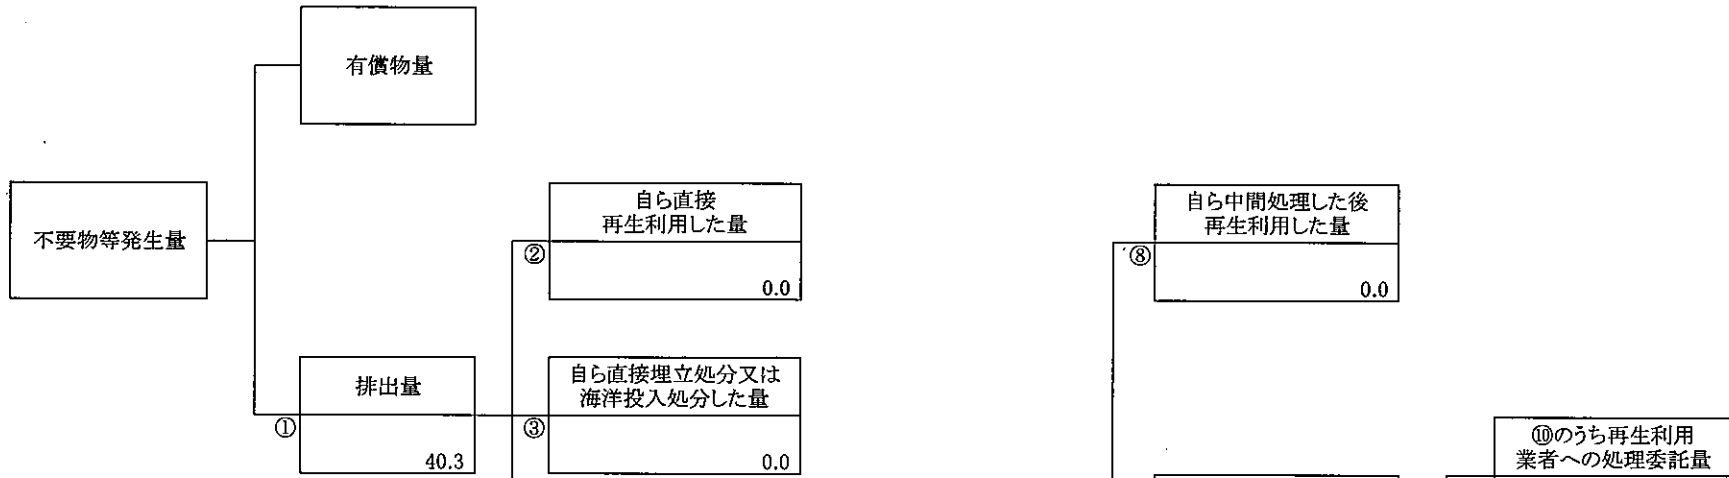 有償物量
不要物等発生量
自ら直接
再生利用した量
②
0.0
自ら中間処理した後
再生利用した量
⑧
0.0
排出量
①
40.3
自ら直接埋立処分又は
海洋投入処分した量
③
0.0
⑩のうち再生利用
業者への処理委託量